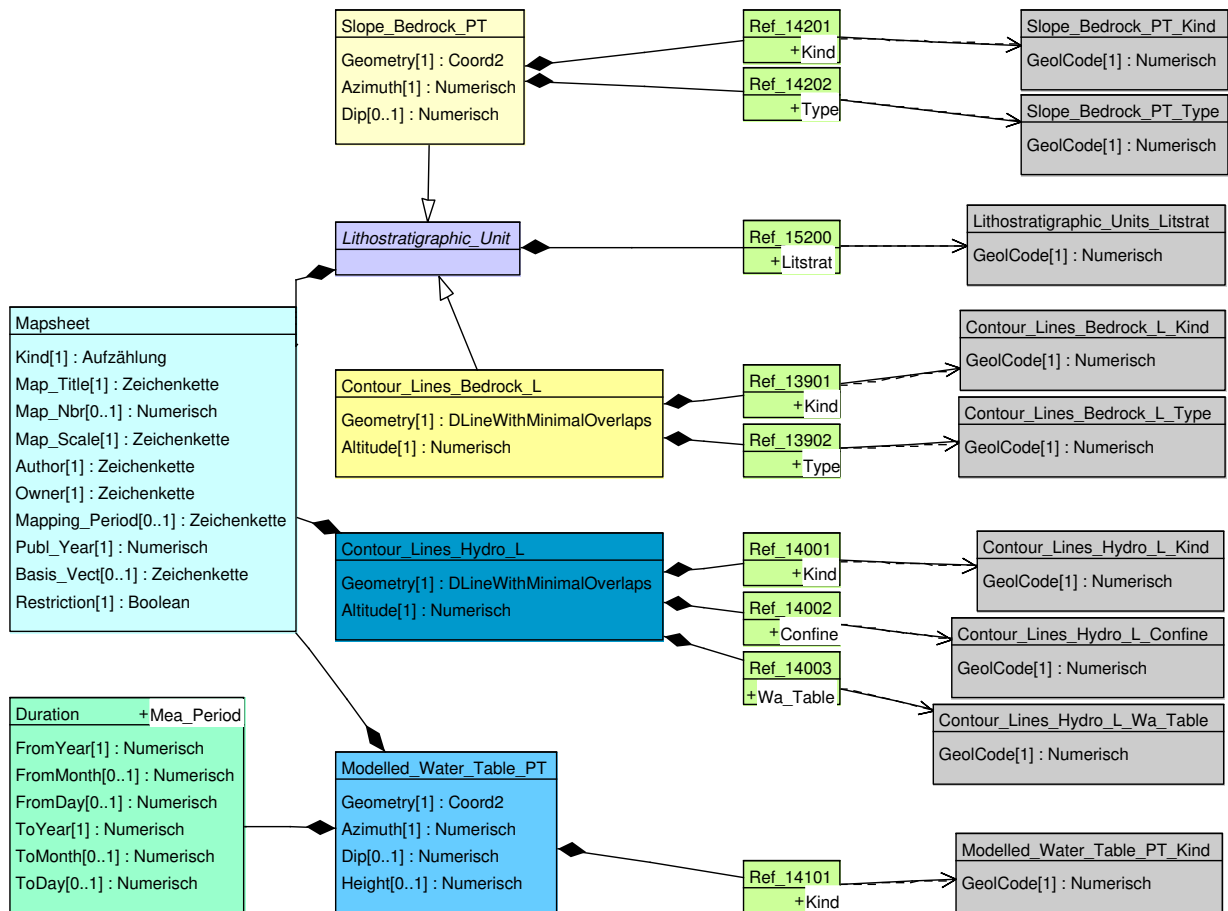 Slope_Bedrock_PT
Geometry[1] : Coord2
Azimuth[1] : Numerisch
Dip[0..1] : Numerisch
Ref_14201
+Kind
Ref_14202
+Type
Slope_Bedrock_PT_Kind
GeolCode[1] : Numerisch
Slope_Bedrock_PT_Type
GeolCode[1] : Numerisch
Lithostratigraphic_Unit
Ref_15200
+Litstrat
Lithostratigraphic_Units_Litstrat
GeolCode[1] : Numerisch
Mapsheet
Kind[1] : Aufzählung
Map_Title[1] : Zeichenkette
Map_Nbr[0..1] : Numerisch
Map_Scale[1] : Zeichenkette
Author[1] : Zeichenkette
Owner[1] : Zeichenkette
Mapping_Period[0..1] : Zeichenkette
Publ_Year[1] : Numerisch
Basis_Vect[0..1] : Zeichenkette
Restriction[1] : Boolean
Contour_Lines_Bedrock_L
Geometry[1] : DLineWithMinimalOverlaps
Altitude[1] : Numerisch
Ref_13901
+Kind
Ref_13902
+Type
Contour_Lines_Bedrock_L_Kind
GeolCode[1] : Numerisch
Contour_Lines_Bedrock_L_Type
GeolCode[1] : Numerisch
Contour_Lines_Hydro_L
Geometry[1] : DLineWithMinimalOverlaps
Altitude[1] : Numerisch
Ref_14001
+Kind
Ref_14002
+Confine
Ref_14003
+Wa_Table
Contour_Lines_Hydro_L_Kind
GeolCode[1] : Numerisch
Contour_Lines_Hydro_L_Confine
GeolCode[1] : Numerisch
Contour_Lines_Hydro_L_Wa_Table
GeolCode[1] : Numerisch
Duration +Mea_Period
FromYear[1] : Numerisch
FromMonth[0..1] : Numerisch
FromDay[0..1] : Numerisch
ToYear[1] : Numerisch
ToMonth[0..1] : Numerisch
ToDay[0..1] : Numerisch
Modelled_Water_Table_PT
Geometry[1] : Coord2
Azimuth[1] : Numerisch
Dip[0..1] : Numerisch
Height[0..1] : Numerisch
Ref_14101
+Kind
Modelled_Water_Table_PT_Kind
GeolCode[1] : Numerisch